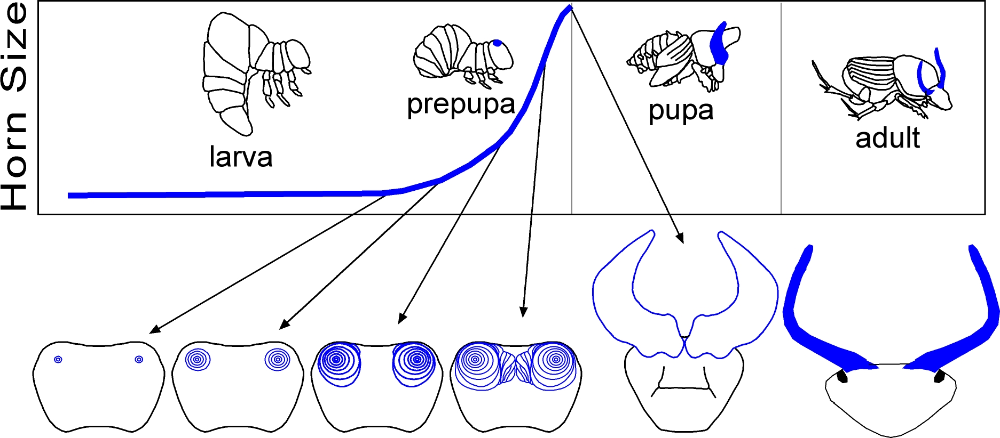 Horn Size
larva
prepupa
pupa
adult